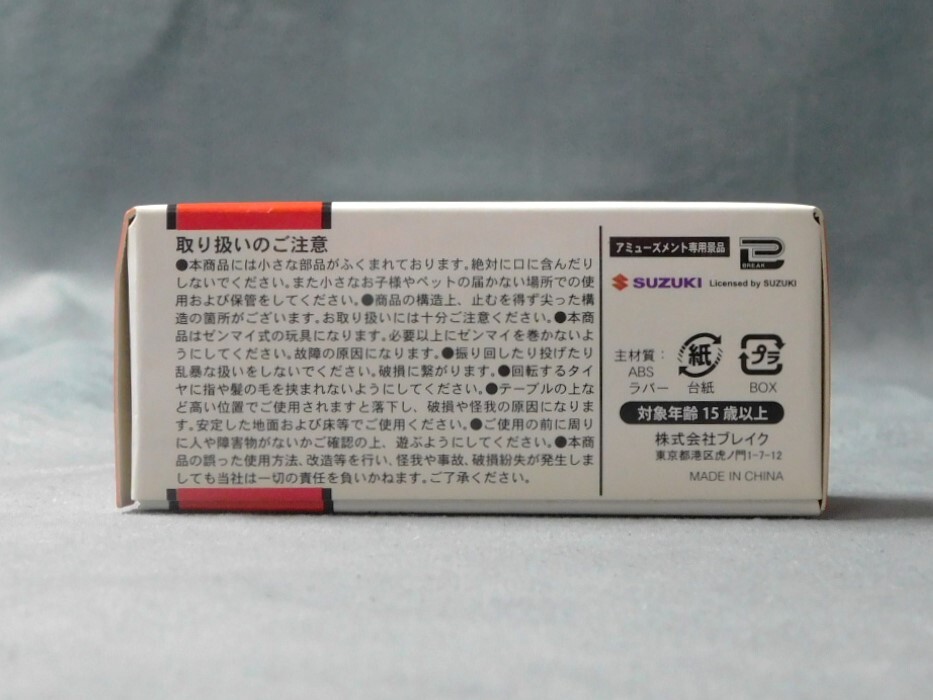 取り扱いのご注意
●本商品には小さな部品がふくまれております。絶対に口に含んだり
しないでください。また小さなお子様やペットの届かない場所での使
用および保管をしてください。●商品の構造上、止むを得ず尖った構
造の箇所がございます。お取り扱いには十分ご注意ください。●本商
品はゼンマイ式の玩具になります。必要以上にゼンマイを巻かないよ
うにしてください。故障の原因になります。●振り回したり投げたり
乱暴な扱いをしないでください。破損に繋がります。●回転するタイ
ヤに指や髪の毛を挟まれないようにしてください。●テーブルの上な
ど高い位置でご使用されますと落下し、破損や怪我の原因になりま
す。安定した地面および床等でご使用ください。●ご使用の前に周り
に人や障害物がないかご確認の上、遊ぶようにしてください。●本商
品の誤った使用方法、改造等を行い、怪我や事故、破損紛失が発生しま
しても当社は一切の責任を負いかねます。ご了承ください。
アミューズメント専用景品
BREAK
SUZUKI Licensed by SUZUKI
主材質：
ABS
ラバー
紙
台紙
プラ
BOX
対象年齢15歳以上
株式会社ブレイク
東京都港区虎ノ門1-7-12
MADE IN CHINA